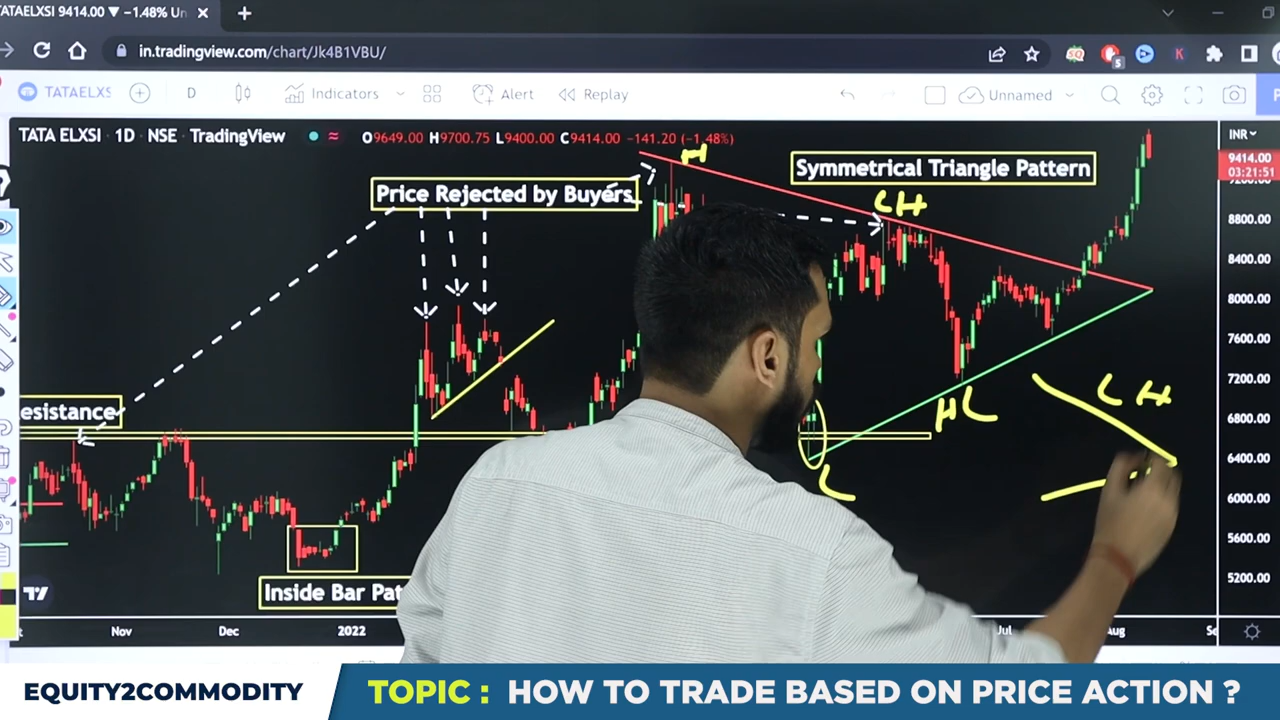 TATAELXSI 9414.00 ▼ −1.48% Un
in.tradingview.com/chart/Jk4B1VBU/
5
K
TATAELXS
D
Indicators
Alert
Replay
Unnamed
TATA ELXSI · 1D · NSE · TradingView
O9649.00 H9700.75 L9400.00 C9414.00 −141.20 (−1.48%)
INR
9414.00
03:21:51
8800.00
8400.00
8000.00
7600.00
7200.00
6800.00
6400.00
6000.00
5600.00
5200.00
H
Symmetrical Triangle Pattern
Price Rejected by Buyers
LH
esistance
HL
LH
L
Inside Bar Pat
Nov
Dec
2022
Jul
Aug
EQUITY2COMMODITY
TOPIC : HOW TO TRADE BASED ON PRICE ACTION ?